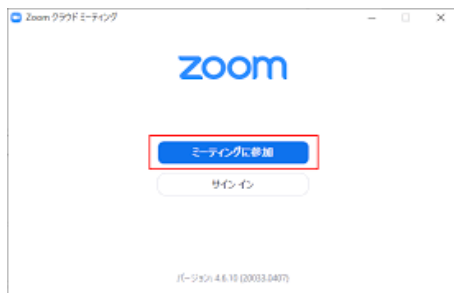 Zoom クラウド ミーティング
zoom
ミーティングに参加
サイン イン
バージョン: 4.6.10 (20033.0407)